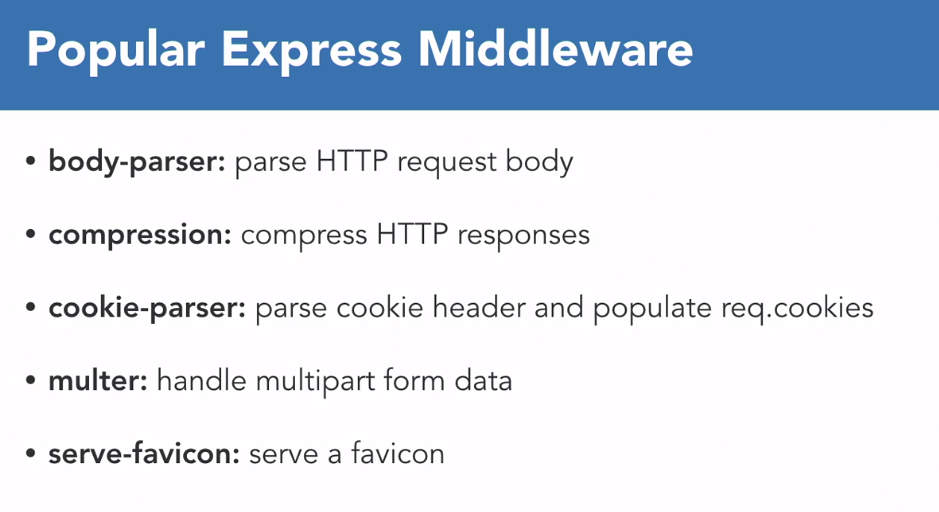 Popular Express Middleware
• body-parser: parse HTTP request body
• compression: compress HTTP responses
• cookie-parser: parse cookie header and populate req.cookies
• multer: handle multipart form data
• serve-favicon: serve a favicon